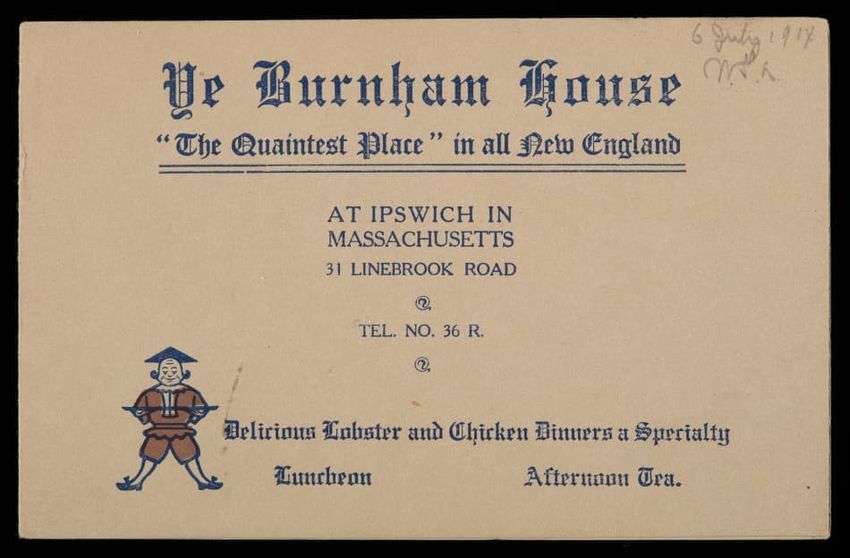 6 July 1914
Ye Burnham House
"The Quaintest Place" in all New England
AT IPSWICH IN
MASSACHUSETTS
31 LINEBROOK ROAD
TEL. NO. 36 R.
Delicious Lobster and Chicken Dinners a Specialty
Luncheon Afternoon Tea.